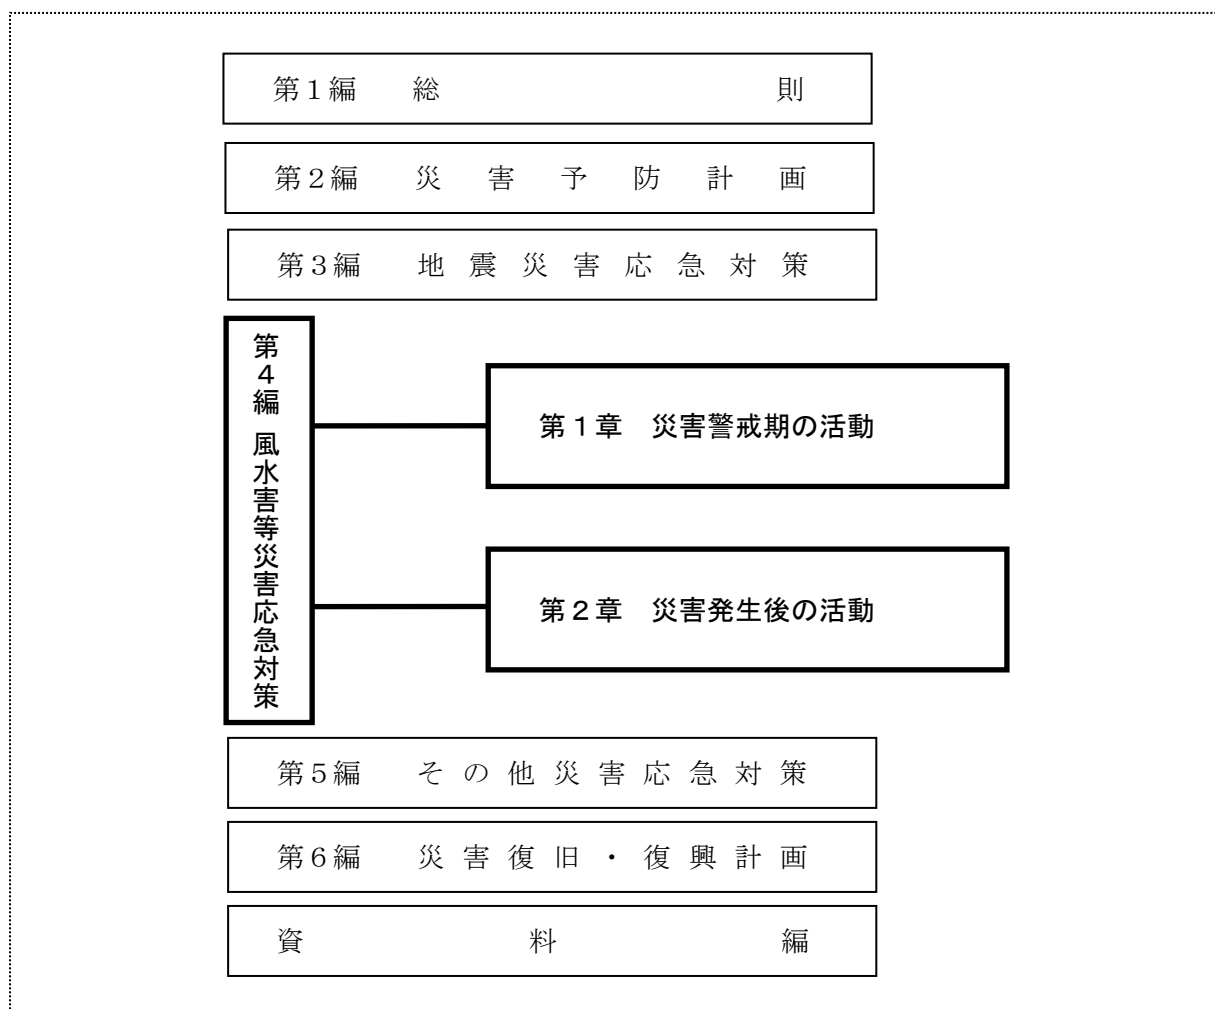 第１編　総則
第２編　災害予防計画
第３編　地震災害応急対策
第４編　風水害等災害応急対策
第１章　災害警戒期の活動
第２章　災害発生後の活動
第５編　その他災害応急対策
第６編　災害復旧・復興計画
資料編